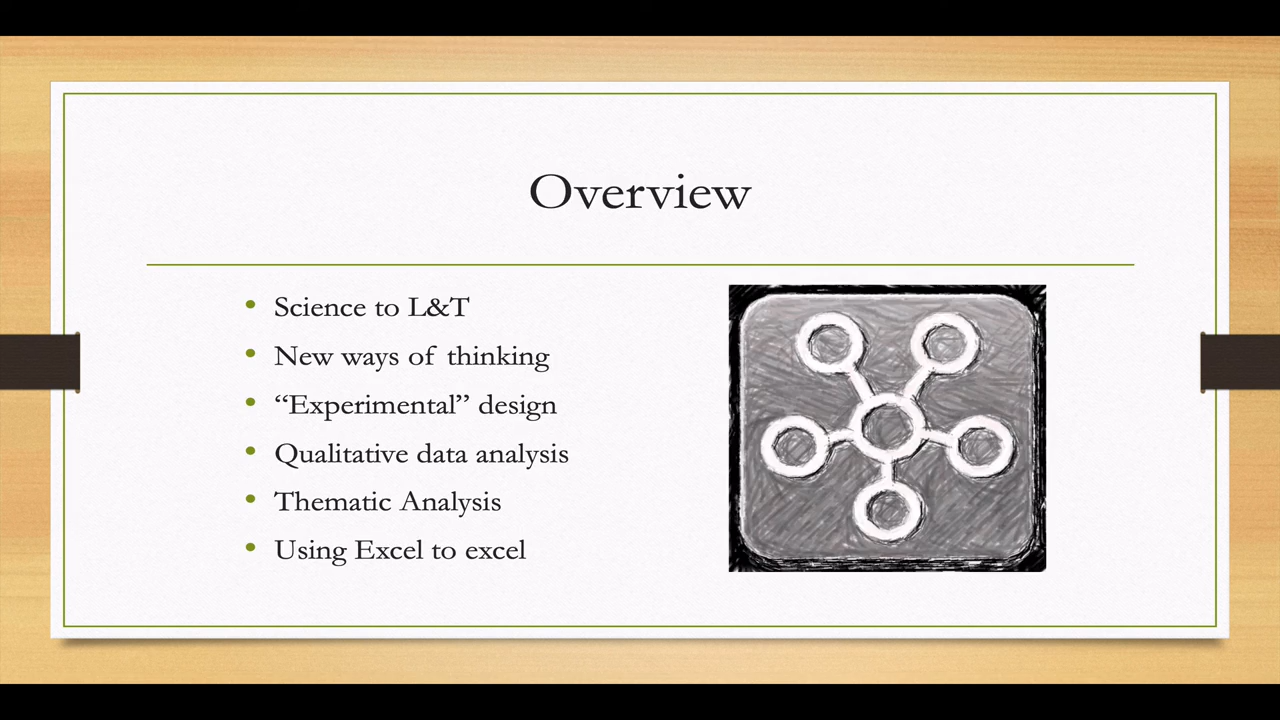 Overview
Science to L&T
New ways of thinking
“Experimental” design
Qualitative data analysis
Thematic Analysis
Using Excel to excel